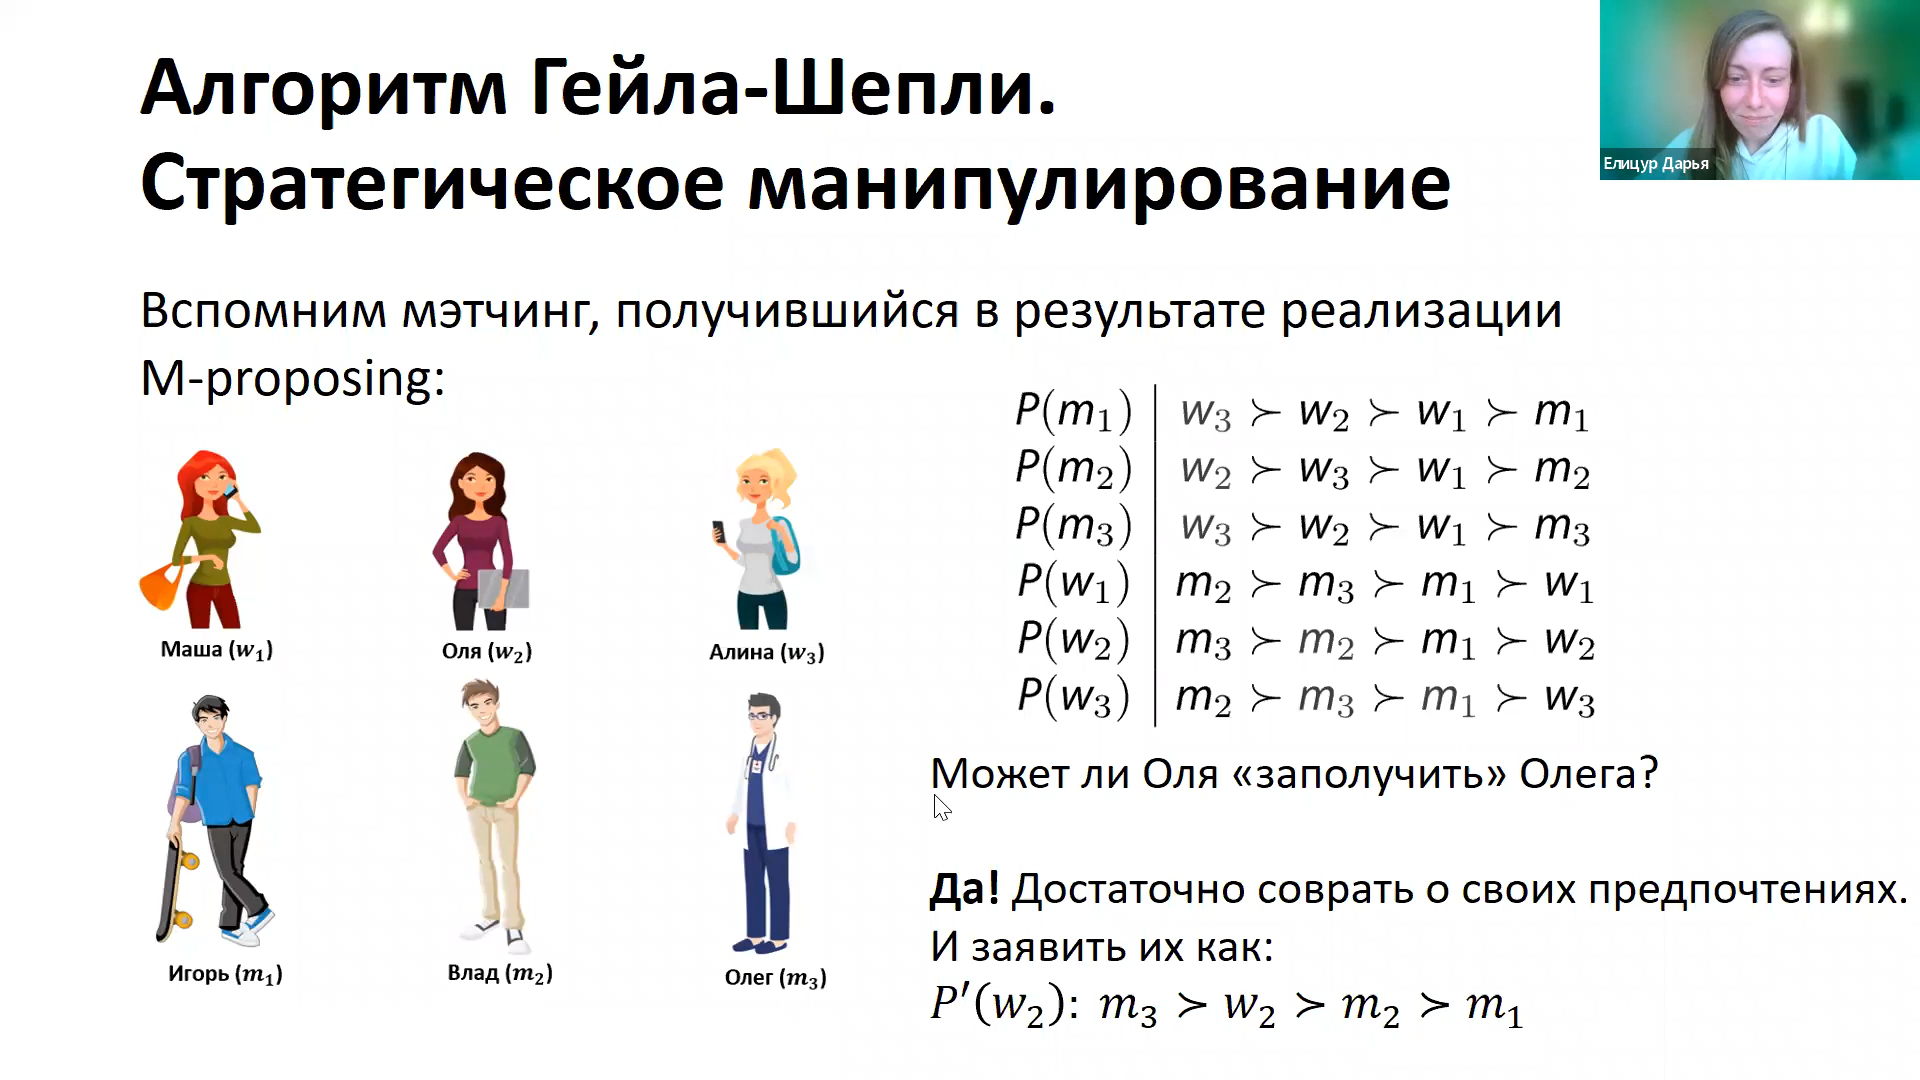 Алгоритм Гейла-Шепли.
Стратегическое манипулирование
Елицур Дарья
Вспомним мэтчинг, получившийся в результате реализации
M-proposing:
P(m₁) | w₃ ≻ w₂ ≻ w₁ ≻ m₁
P(m₂) | w₂ ≻ w₃ ≻ w₁ ≻ m₂
P(m₃) | w₃ ≻ w₂ ≻ w₁ ≻ m₃
P(w₁) | m₂ ≻ m₃ ≻ m₁ ≻ w₁
P(w₂) | m₃ ≻ m₂ ≻ m₁ ≻ w₂
P(w₃) | m₂ ≻ m₃ ≻ m₁ ≻ w₃
Маша (w₁)
Оля (w₂)
Алина (w₃)
Игорь (m₁)
Влад (m₂)
Олег (m₃)
Может ли Оля «заполучить» Олега?
Да! Достаточно соврать о своих предпочтениях.
И заявить их как:
P′(w₂): m₃ ≻ w₂ ≻ m₂ ≻ m₁